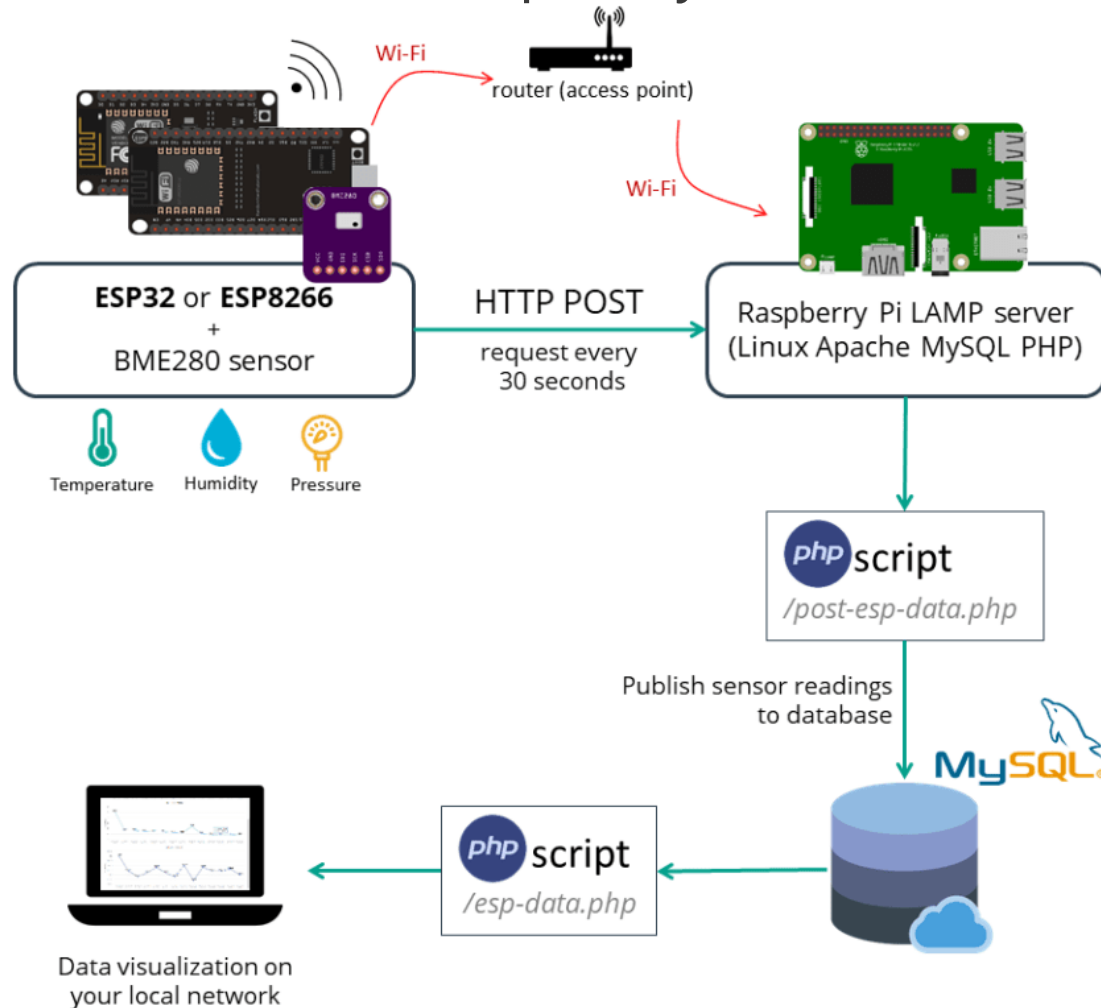 Wi-Fi
router (access point)
Wi-Fi
BME280
ESP32 or ESP8266
+
BME280 sensor
HTTP POST
request every
30 seconds
Raspberry Pi LAMP server
(Linux Apache MySQL PHP)
Temperature
Humidity
Pressure
php script
/post-esp-data.php
Publish sensor readings
to database
MySQL
php script
/esp-data.php
Data visualization on
your local network